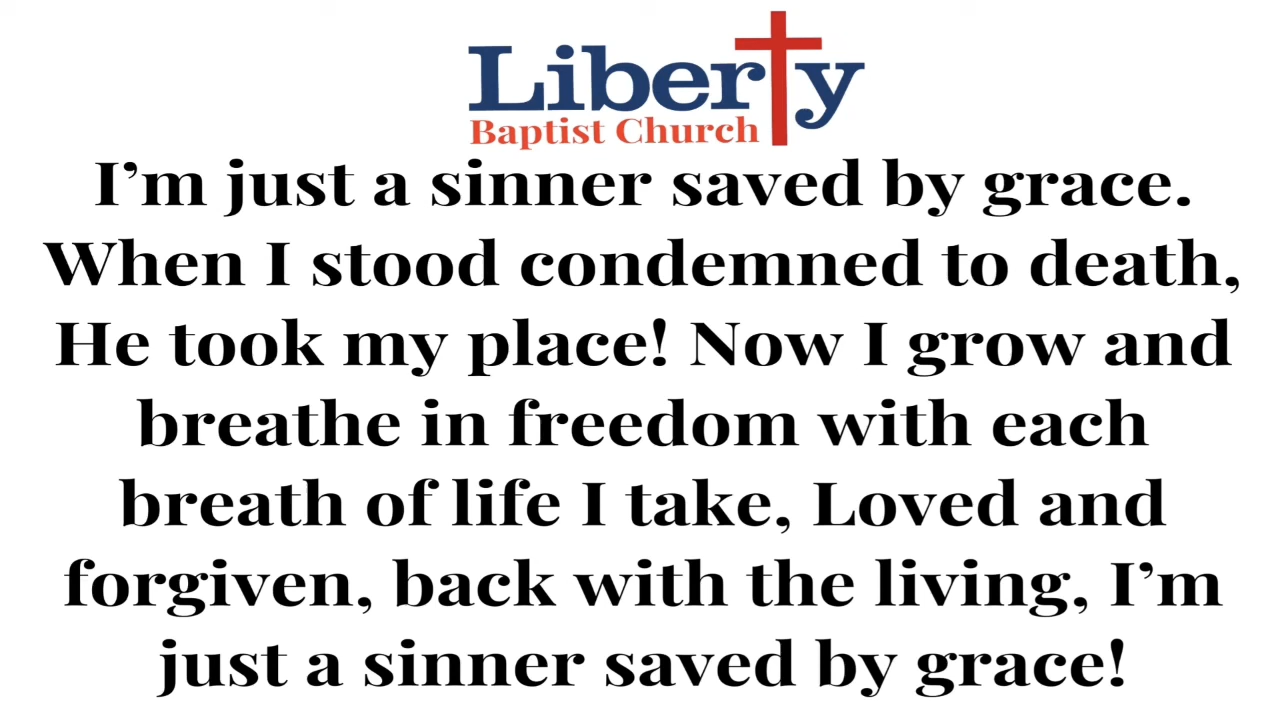 Liberty
Baptist Church
I’m just a sinner saved by grace.
When I stood condemned to death,
He took my place! Now I grow and
breathe in freedom with each
breath of life I take, Loved and
forgiven, back with the living, I’m
just a sinner saved by grace!